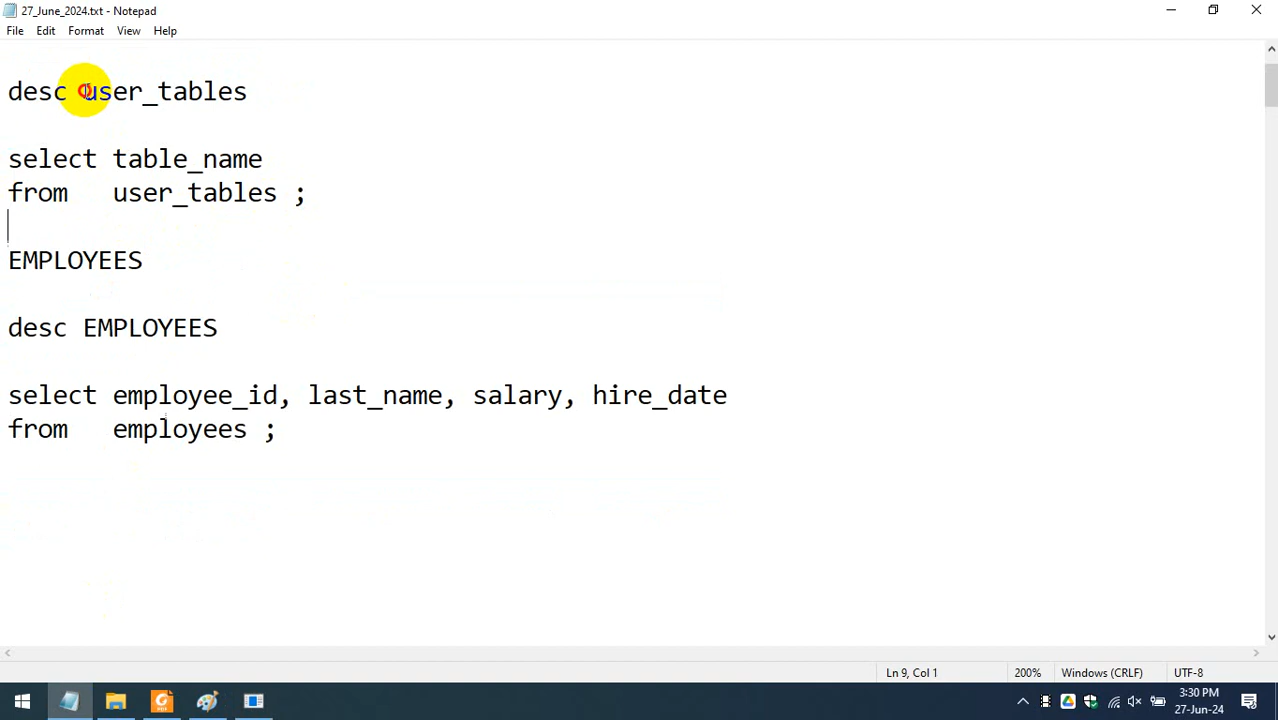 27_June_2024.txt - Notepad
File Edit Format View Help
desc user_tables
select table_name
from   user_tables ;
EMPLOYEES
desc EMPLOYEES
select employee_id, last_name, salary, hire_date
from   employees ;
Ln 9, Col 1 200% Windows (CRLF) UTF-8
PDF
3:30 PM
27-Jun-24